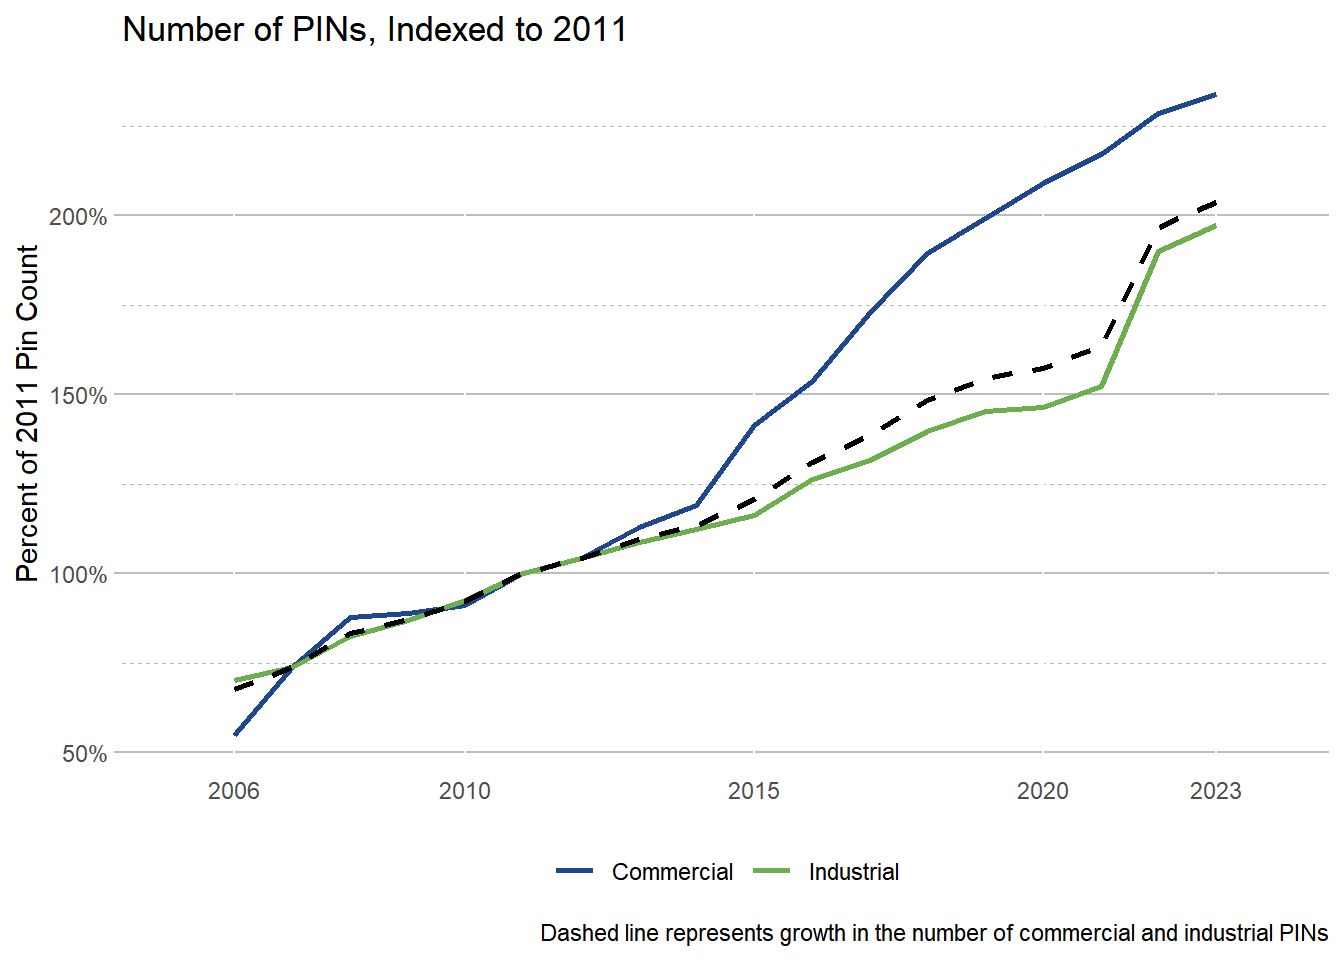 Number of PINs, Indexed to 2011
Percent of 2011 Pin Count
200%
150%
100%
50%
2006 2010 2015 2020 2023
Commercial Industrial
Dashed line represents growth in the number of commercial and industrial PINs